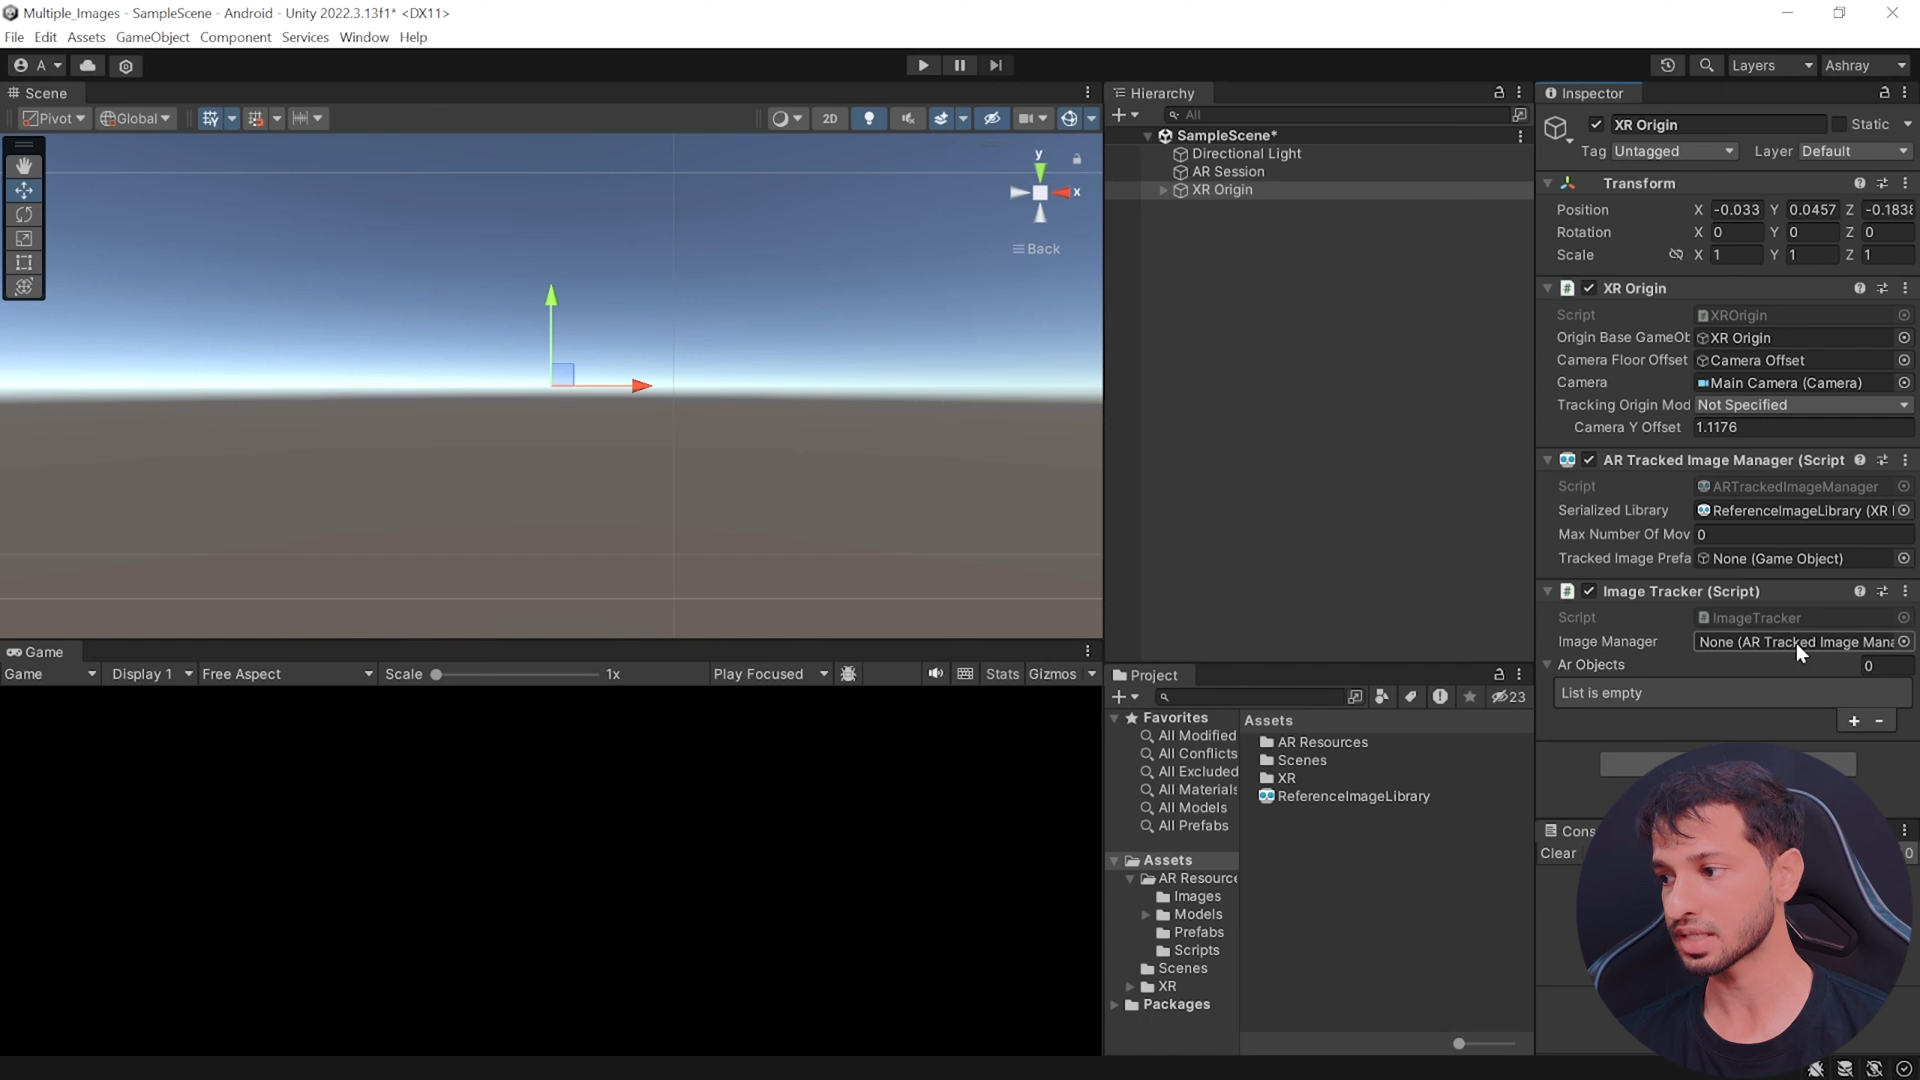 Multiple_Images - SampleScene - Android - Unity 2022.3.13f1* <DX11>
File Edit Assets GameObject Component Services Window Help
A
Layers
Ashray
Scene
Pivot
Global
2D
y
x
Back
Game
Game
Display 1
Free Aspect
Scale
1x
Play Focused
Stats
Gizmos
Hierarchy
All
SampleScene*
Directional Light
AR Session
XR Origin
Project
23
Favorites
All Modified
All Conflicts
All Excluded
All Materials
All Models
All Prefabs
Assets
AR Resource
Images
Models
Prefabs
Scripts
Scenes
XR
Packages
Assets
AR Resources
Scenes
XR
ReferenceImageLibrary
Inspector
XR Origin
Static
Tag Untagged Layer Default
Transform
Position X -0.033 Y 0.0457 Z -0.1838
Rotation X 0 Y 0 Z 0
Scale X 1 Y 1 Z 1
# XR Origin
Script # XROrigin
Origin Base GameOb XR Origin
Camera Floor Offset Camera Offset
Camera Main Camera (Camera)
Tracking Origin Mod Not Specified
Camera Y Offset 1.1176
AR Tracked Image Manager (Script
Script ARTrackedImageManager
Serialized Library ReferenceImageLibrary (XR
Max Number Of Mov 0
Tracked Image Prefa None (Game Object)
# Image Tracker (Script)
Script # ImageTracker
Image Manager None (AR Tracked Image Mana
Ar Objects 0
List is empty
+ -
Cons
Clear
0